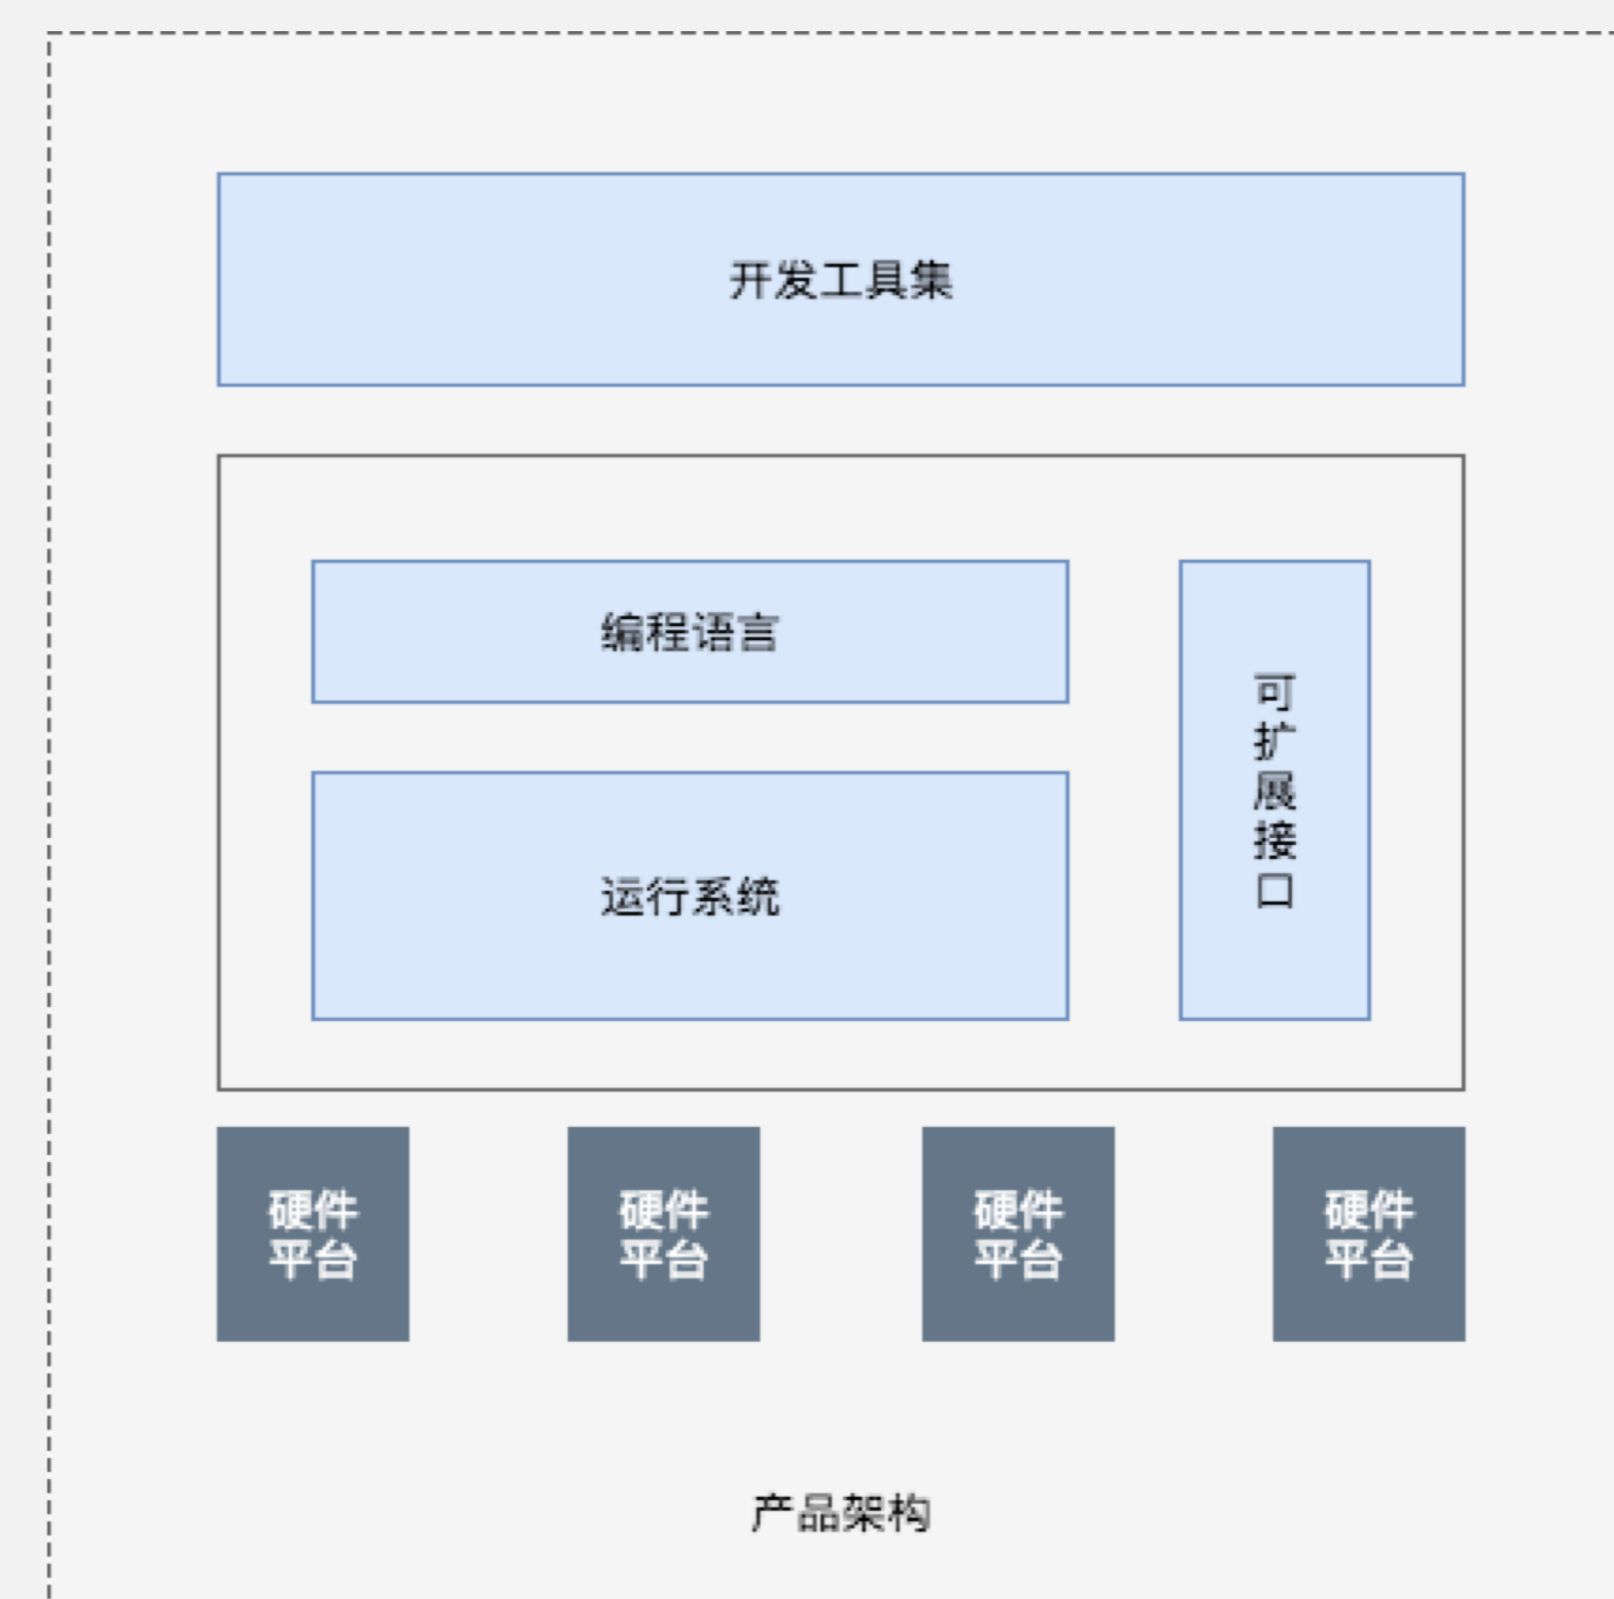 开发工具集
编程语言
可
扩
展
接
口
运行系统
硬件
平台
硬件
平台
硬件
平台
硬件
平台
产品架构